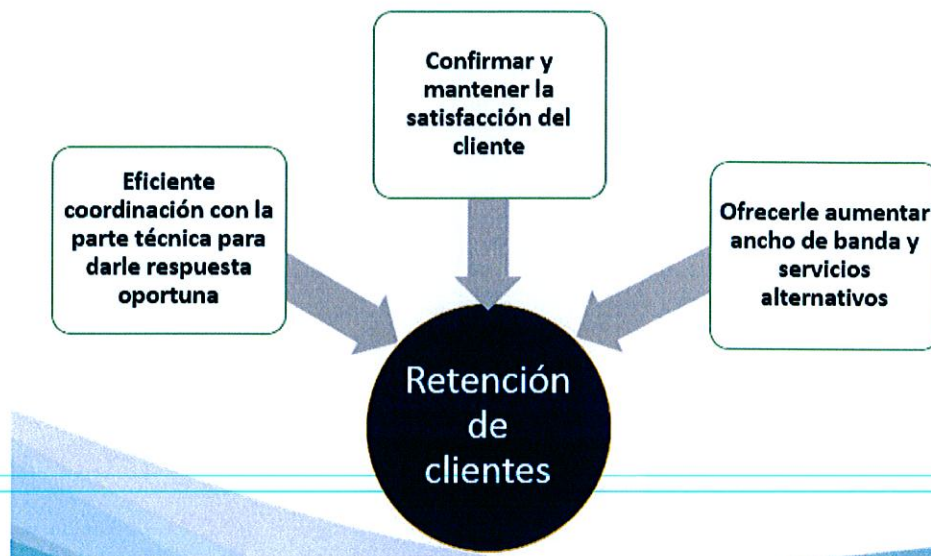 Confirmar y
mantener la
satisfacción del
cliente
Eficiente
coordinación con la
parte técnica para
darle respuesta
oportuna
Ofrecerle aumentar
ancho de banda y
servicios
alternativos
Retención
de
clientes